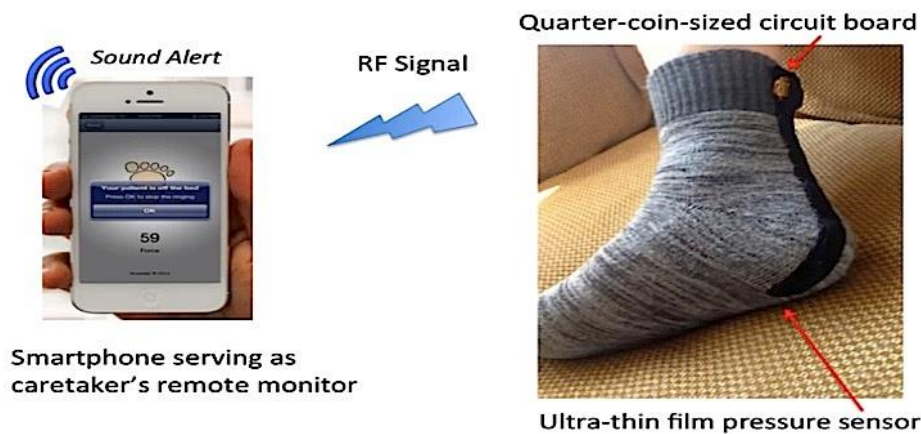 Quarter-coin-sized circuit board
Sound Alert
RF Signal
Your patient is off the bed
Press OK to stop the ringing
OK
59
Force
Smartphone serving as
caretaker's remote monitor
Ultra-thin film pressure sensor